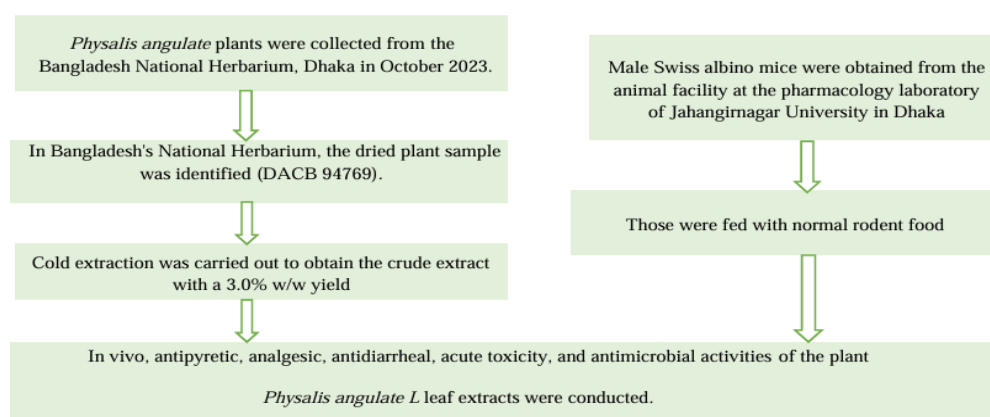 Physalis angulate plants were collected from the
Bangladesh National Herbarium, Dhaka in October 2023.
In Bangladesh's National Herbarium, the dried plant sample
was identified (DACB 94769).
Cold extraction was carried out to obtain the crude extract
with a 3.0% w/w yield
Male Swiss albino mice were obtained from the
animal facility at the pharmacology laboratory
of Jahangirnagar University in Dhaka
Those were fed with normal rodent food
In vivo, antipyretic, analgesic, antidiarrheal, acute toxicity, and antimicrobial activities of the plant
Physalis angulate L leaf extracts were conducted.